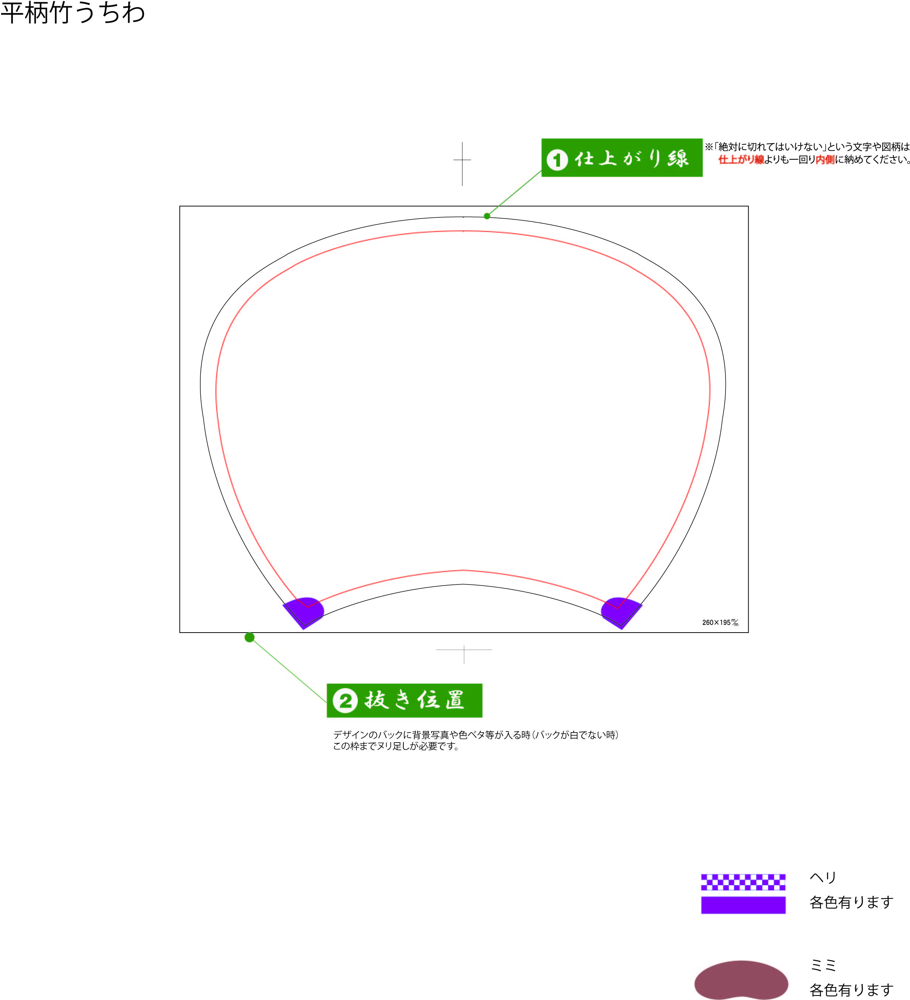 平柄竹うちわ
1 仕上がり線
※「絶対に切れてはいけない」という文字や図柄は
仕上がり線よりも一回り内側に納めてください。
260×195m/m
2 抜き位置
デザインのバックに背景写真や色ベタ等が入る時（バックが白でない時）
この枠までヌリ足しが必要です。
ヘリ
各色有ります
ミミ
各色有ります